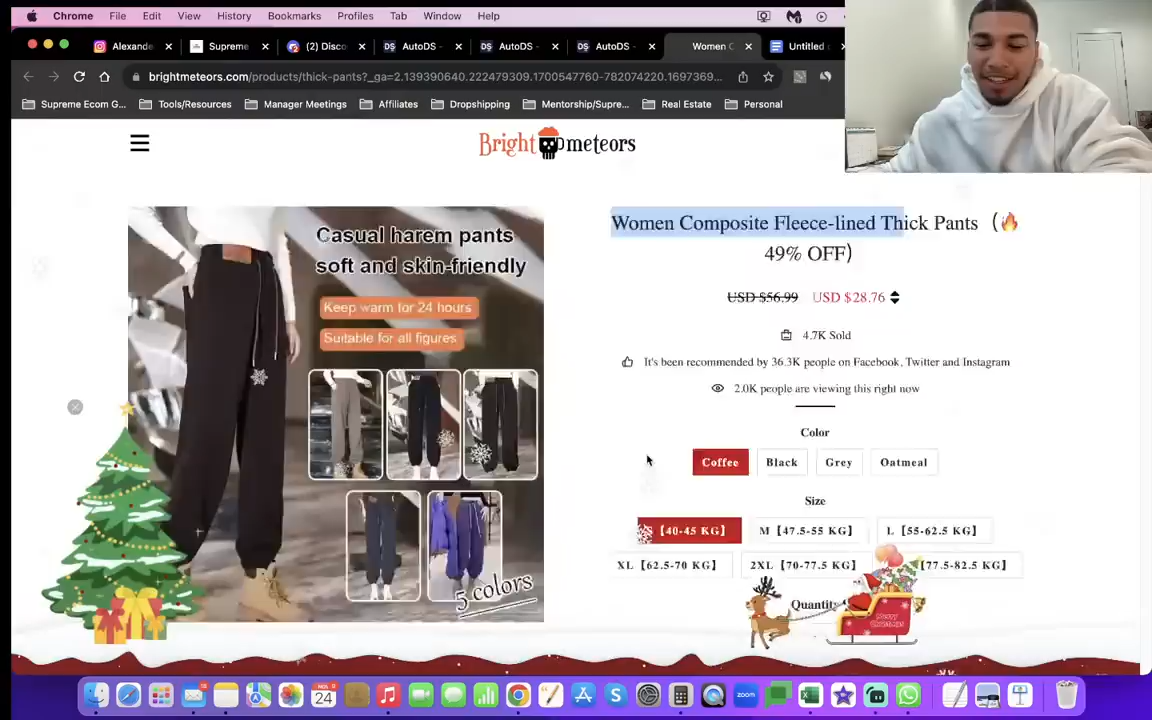 Chrome File Edit View History Bookmarks Profiles Tab Window Help
Alexande Supreme (2) Disco AutoDS - AutoDS - AutoDS - Women C Untitled
brightmeteors.com/products/thick-pants?_ga=2.139390640.222479309.1700547760-782074220.1697369...
Supreme Ecom G... Tools/Resources Manager Meetings Affiliates Dropshipping Mentorship/Supre... Real Estate Personal
Bright meteors
Casual harem pants
soft and skin-friendly
Keep warm for 24 hours
Suitable for all figures
5 colors
Women Composite Fleece-lined Thick Pants (🔥
49% OFF)
USD $56.99 USD $28.76
4.7K Sold
It's been recommended by 36.3K people on Facebook, Twitter and Instagram
2.0K people are viewing this right now
Color
Coffee Black Grey Oatmeal
Size
【40-45 KG】 M【47.5-55 KG】 L【55-62.5 KG】
XL【62.5-70 KG】 2XL【70-77.5 KG】 【77.5-82.5 KG】
Quantity
Merry Christmas
NOV
24
zoom